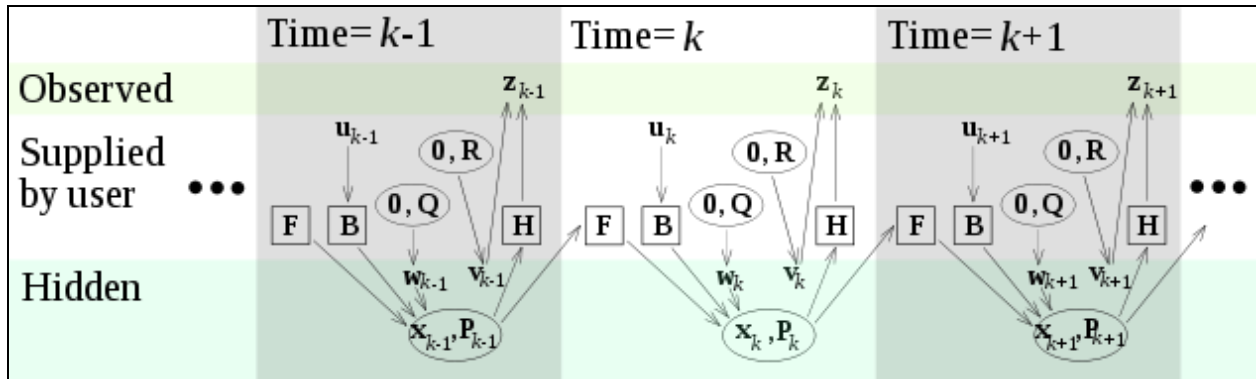 Time= k-1 Time= k Time= k+1
Observed z_{k-1} z_k z_{k+1}
u_{k-1} 0, R u_k 0, R u_{k+1} 0, R
Supplied
by user ••• 0, Q 0, Q 0, Q •••
F B H F B H F B H
w_{k-1} v_{k-1} w_k v_k w_{k+1} v_{k+1}
Hidden
x_{k-1}, P_{k-1} x_k, P_k x_{k+1}, P_{k+1}